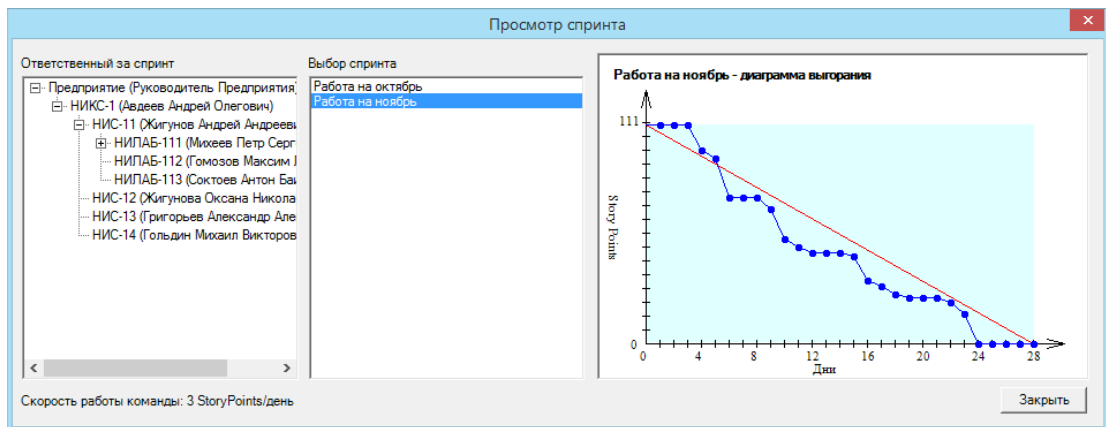 Просмотр спринта
Ответственный за спринт
Предприятие (Руководитель Предприятия)
НИКС-1 (Авдеев Андрей Олегович)
НИС-11 (Жигунов Андрей Андрееви
НИЛАБ-111 (Михеев Петр Серг
НИЛАБ-112 (Гомозов Максим
НИЛАБ-113 (Соктоев Антон Баи
НИС-12 (Жигунова Оксана Никола
НИС-13 (Григорьев Александр Але
НИС-14 (Гольдин Михаил Викторов
Выбор спринта
Работа на октябрь
Работа на ноябрь
Работа на ноябрь - диаграмма выгорания
111
Story Points
0
0 4 8 12 16 20 24 28
Дни
Скорость работы команды: 3 StoryPoints/день
Закрыть